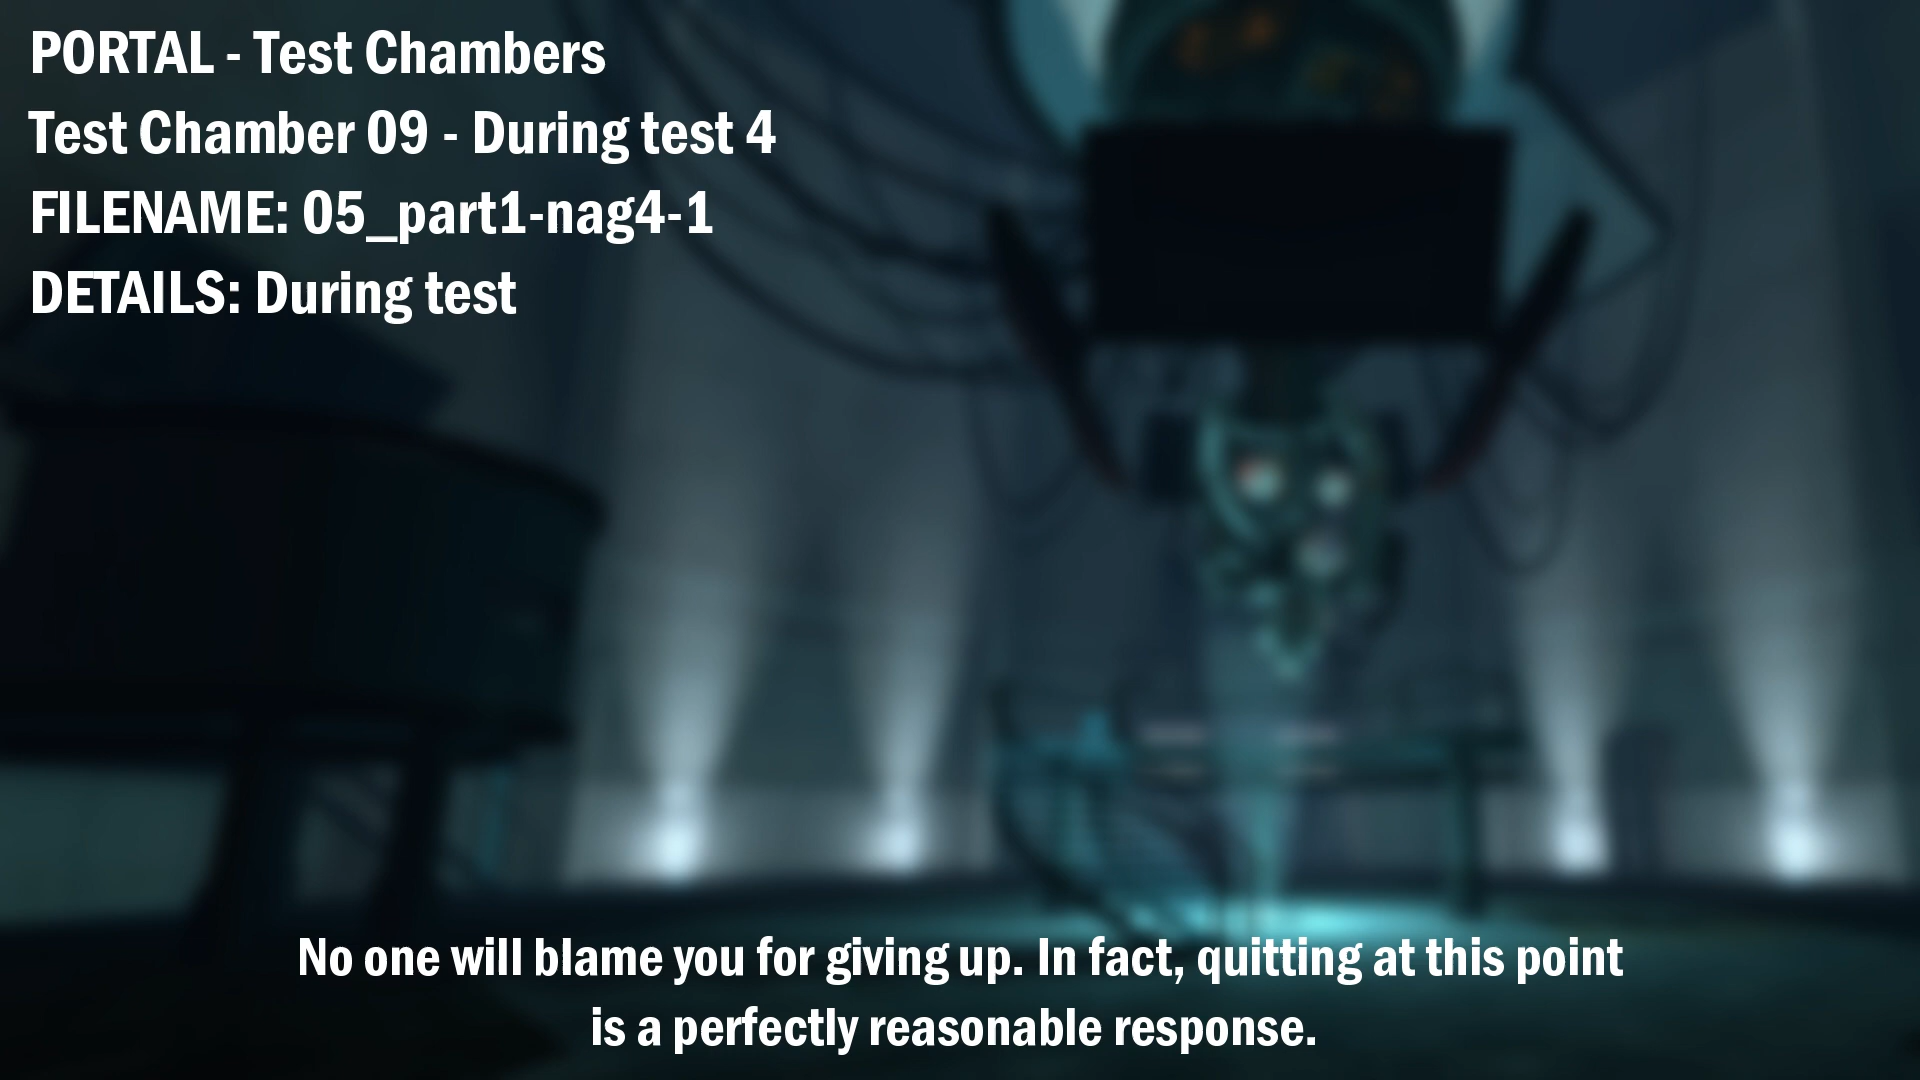 PORTAL - Test Chambers
Test Chamber 09 - During test 4
FILENAME: 05_part1-nag4-1
DETAILS: During test
No one will blame you for giving up. In fact, quitting at this point
is a perfectly reasonable response.